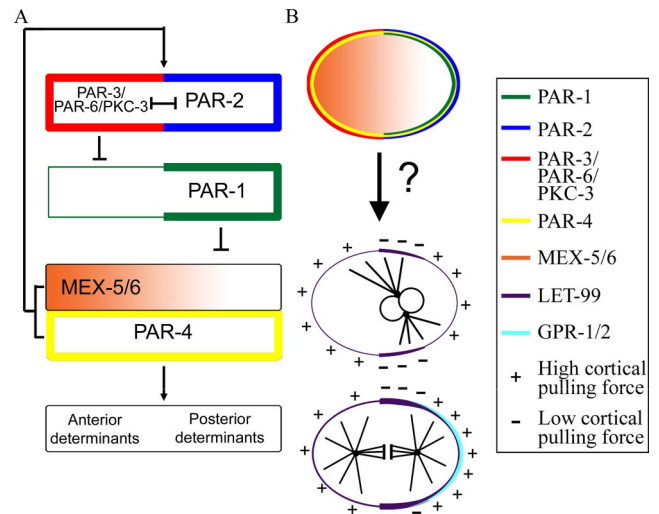 A
B
PAR-3/
PAR-6/PKC-3
PAR-2
PAR-1
MEX-5/6
PAR-4
Anterior
determinants
Posterior
determinants
?
- - -
+ +
+ +
+ +
+ +
+ +
+ +
- - -
- - -
+ +
+ +
+ +
+ +
+ +
+ +
-
PAR-1
PAR-2
PAR-3/
PAR-6/
PKC-3
PAR-4
MEX-5/6
LET-99
GPR-1/2
+ High cortical
pulling force
- Low cortical
pulling force